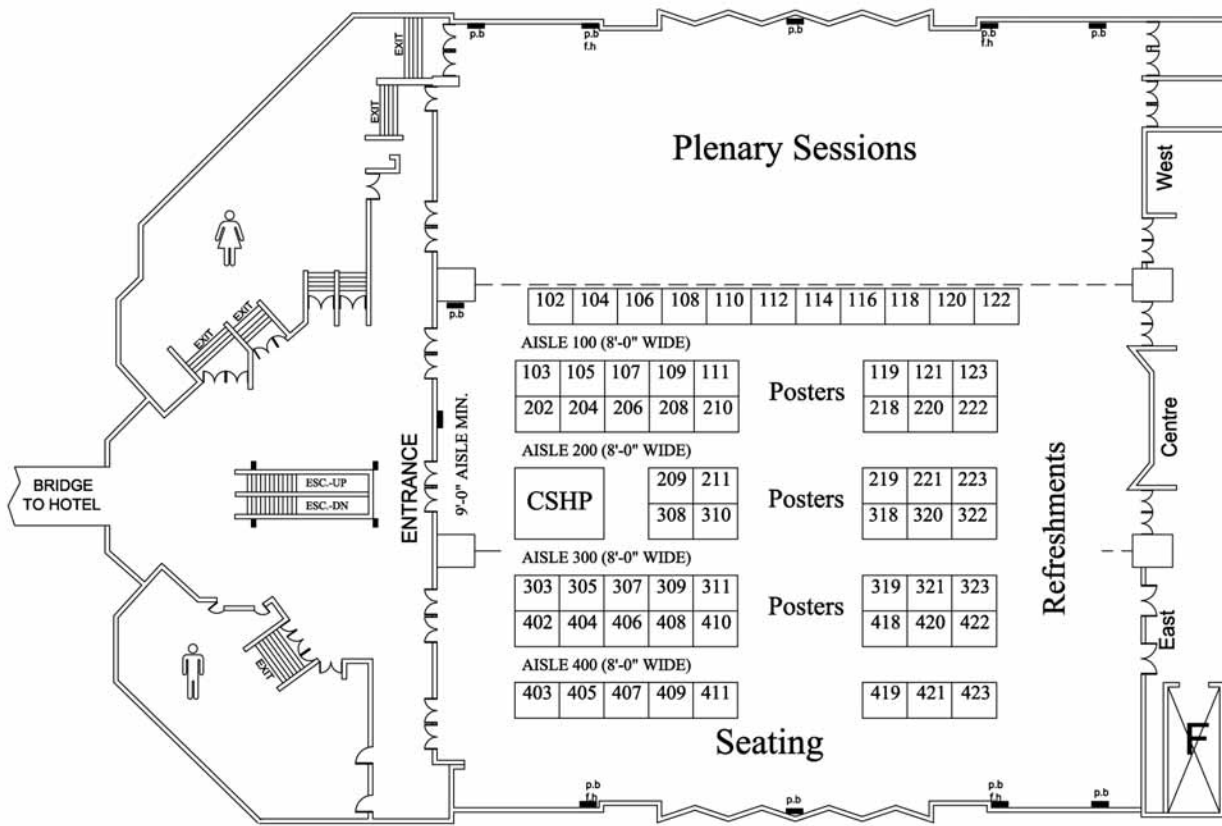 p.b
p.b
f.h
p.b
p.b
f.h
p.b
EXIT
EXIT
Plenary Sessions
West
102 104 106 108 110 112 114 116 118 120 122
p.b
AISLE 100 (8'-0" WIDE)
EXIT
EXIT
103 105 107 109 111
Posters
119 121 123
202 204 206 208 210
218 220 222
Centre
9'-0" AISLE MIN.
ENTRANCE
AISLE 200 (8'-0" WIDE)
BRIDGE
TO HOTEL
ESC.-UP
ESC.-DN
CSHP
209 211
308 310
Posters
219 221 223
318 320 322
Refreshments
AISLE 300 (8'-0" WIDE)
303 305 307 309 311
402 404 406 408 410
Posters
319 321 323
418 420 422
East
EXIT
AISLE 400 (8'-0" WIDE)
403 405 407 409 411
419 421 423
Seating
F
p.b
f.h
p.b
p.b
f.h
p.b